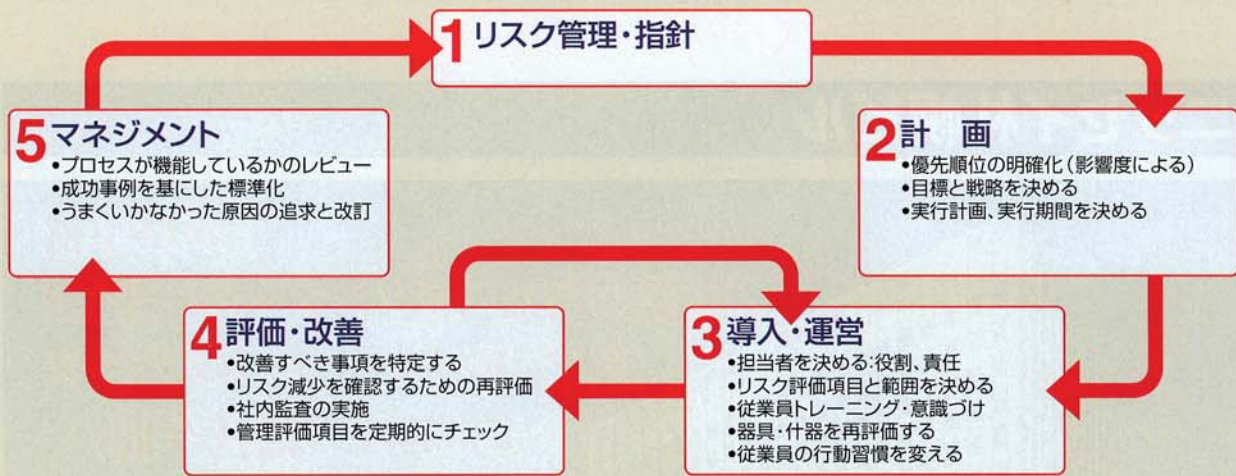 1 リスク管理・指針
5 マネジメント
•プロセスが機能しているかのレビュー
•成功事例を基にした標準化
•うまくいかなかった原因の追求と改訂
2 計　画
•優先順位の明確化（影響度による）
•目標と戦略を決める
•実行計画、実行期間を決める
4 評価・改善
•改善すべき事項を特定する
•リスク減少を確認するための再評価
•社内監査の実施
•管理評価項目を定期的にチェック
3 導入・運営
•担当者を決める:役割、責任
•リスク評価項目と範囲を決める
•従業員トレーニング・意識づけ
•器具・什器を再評価する
•従業員の行動習慣を変える